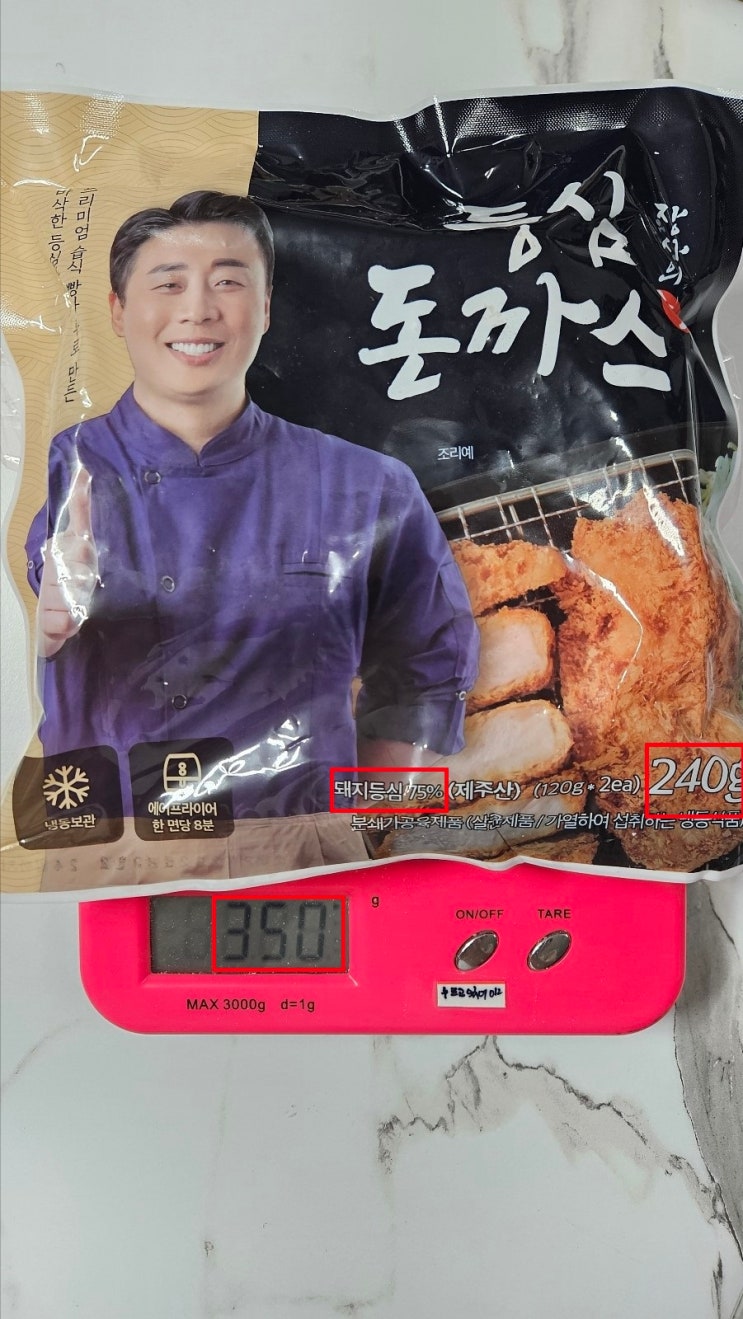 프리미엄 습식 빵가루로 만든
바삭한 등심
장사의
등심
돈까스
조리예
8
냉동보관
에어프라이어
한 면당 8분
돼지등심 75% (제주산) (120g * 2ea) 240g
분쇄가공육제품 (살균제품 / 가열하여 섭취하는 냉동식품)
350
g
ON/OFF
TARE
MAX 3000g d=1g